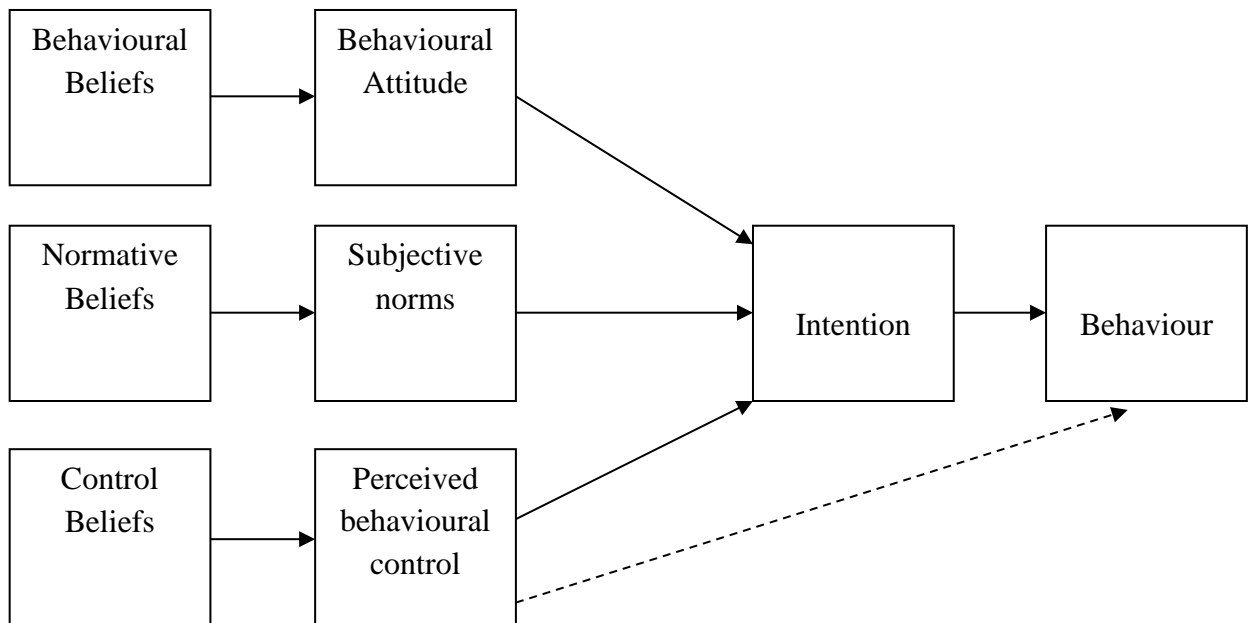 Behavioural
Beliefs
Behavioural
Attitude
Normative
Beliefs
Subjective
norms
Intention
Behaviour
Control
Beliefs
Perceived
behavioural
control